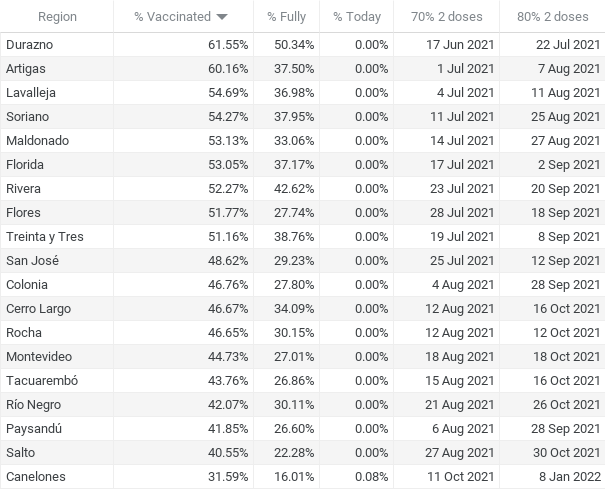 Region % Vaccinated % Fully % Today 70% 2 doses 80% 2 doses
Durazno 61.55% 50.34% 0.00% 17 Jun 2021 22 Jul 2021
Artigas 60.16% 37.50% 0.00% 1 Jul 2021 7 Aug 2021
Lavalleja 54.69% 36.98% 0.00% 4 Jul 2021 11 Aug 2021
Soriano 54.27% 37.95% 0.00% 11 Jul 2021 25 Aug 2021
Maldonado 53.13% 33.06% 0.00% 14 Jul 2021 27 Aug 2021
Florida 53.05% 37.17% 0.00% 17 Jul 2021 2 Sep 2021
Rivera 52.27% 42.62% 0.00% 23 Jul 2021 20 Sep 2021
Flores 51.77% 27.74% 0.00% 28 Jul 2021 18 Sep 2021
Treinta y Tres 51.16% 38.76% 0.00% 19 Jul 2021 8 Sep 2021
San José 48.62% 29.23% 0.00% 25 Jul 2021 12 Sep 2021
Colonia 46.76% 27.80% 0.00% 4 Aug 2021 28 Sep 2021
Cerro Largo 46.67% 34.09% 0.00% 12 Aug 2021 16 Oct 2021
Rocha 46.65% 30.15% 0.00% 12 Aug 2021 12 Oct 2021
Montevideo 44.73% 27.01% 0.00% 18 Aug 2021 18 Oct 2021
Tacuarembó 43.76% 26.86% 0.00% 15 Aug 2021 16 Oct 2021
Río Negro 42.07% 30.11% 0.00% 21 Aug 2021 26 Oct 2021
Paysandú 41.85% 26.60% 0.00% 6 Aug 2021 28 Sep 2021
Salto 40.55% 22.28% 0.00% 27 Aug 2021 30 Oct 2021
Canelones 31.59% 16.01% 0.08% 11 Oct 2021 8 Jan 2022